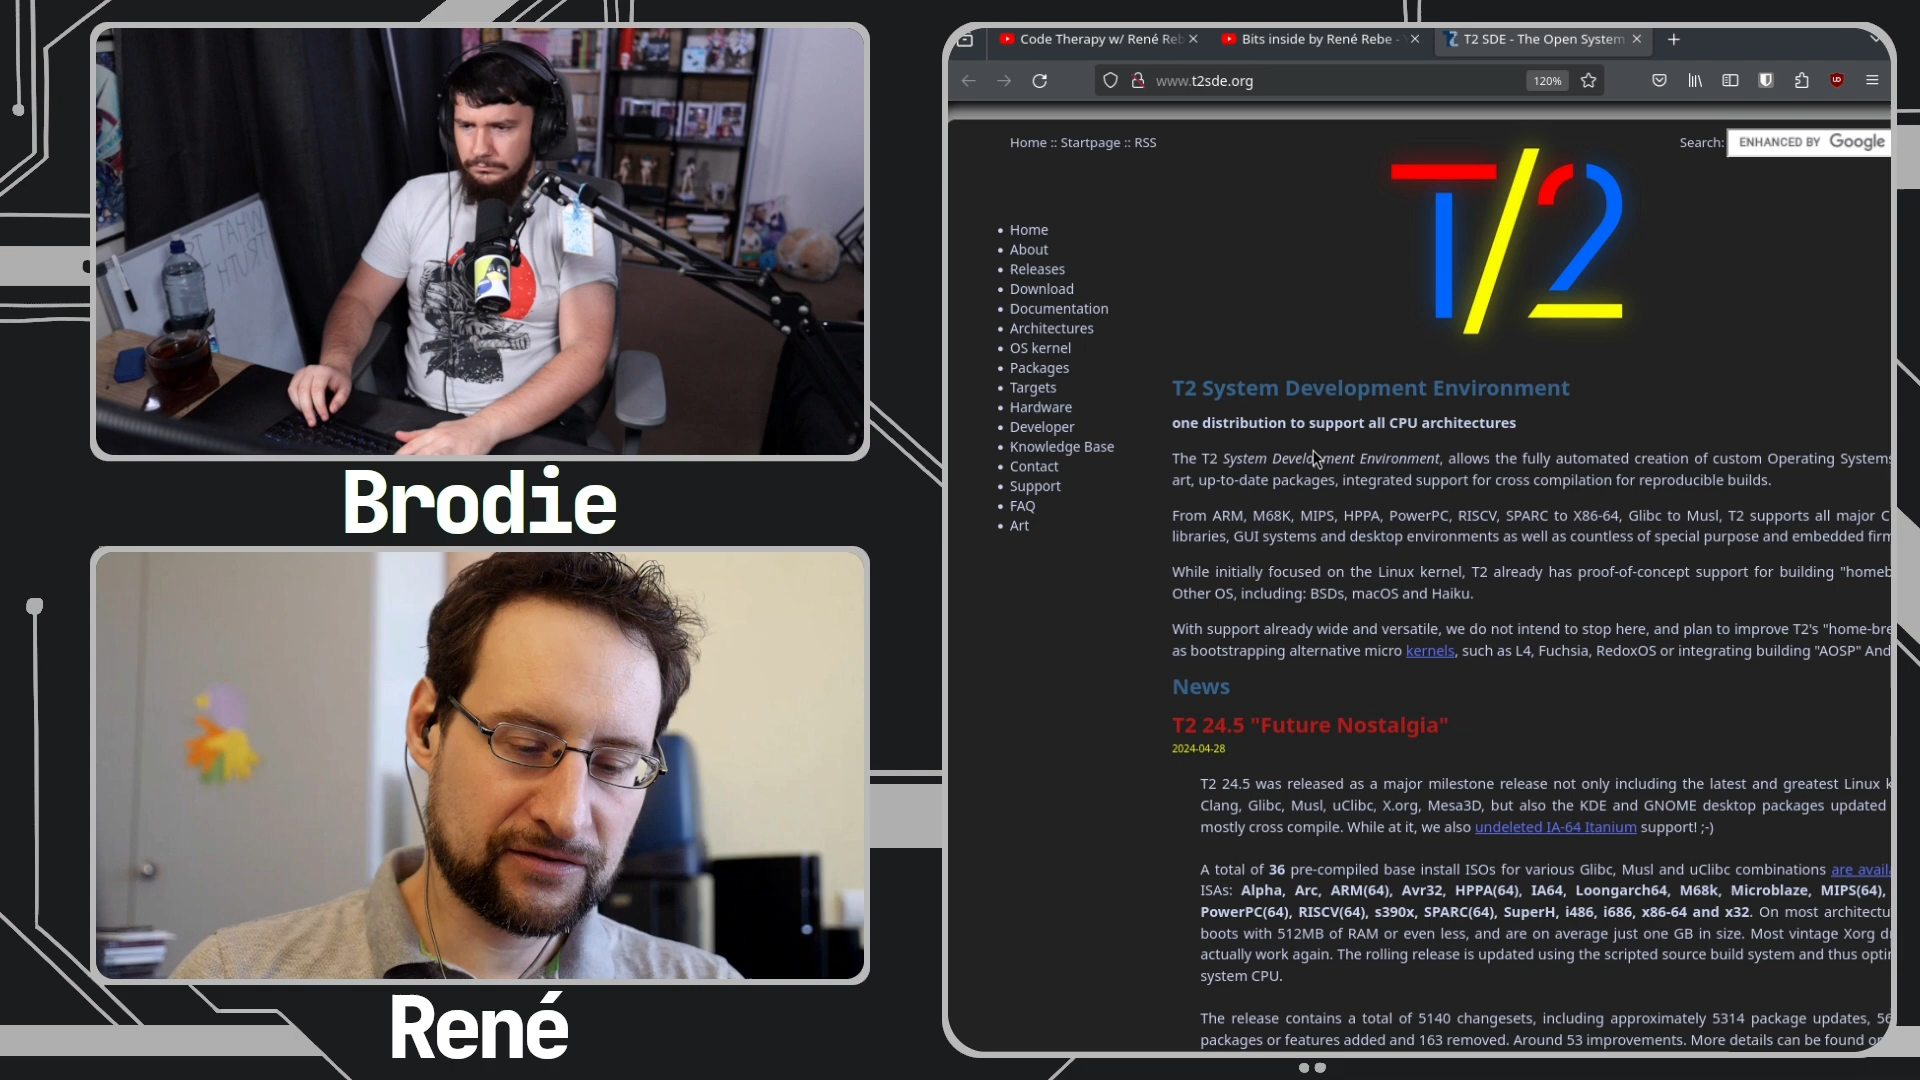 WHAT IS
TRUTH
Brodie
René
Code Therapy w/ René Reb
Bits inside by René Rebe -
T2 SDE - The Open System
www.t2sde.org
120%
Home :: Startpage :: RSS
Search: ENHANCED BY Google
T/2
Home
About
Releases
Download
Documentation
Architectures
OS kernel
Packages
Targets
Hardware
Developer
Knowledge Base
Contact
Support
FAQ
Art
T2 System Development Environment
one distribution to support all CPU architectures
The T2 System Development Environment, allows the fully automated creation of custom Operating Systems
art, up-to-date packages, integrated support for cross compilation for reproducible builds.
From ARM, M68K, MIPS, HPPA, PowerPC, RISCV, SPARC to X86-64, Glibc to Musl, T2 supports all major C
libraries, GUI systems and desktop environments as well as countless of special purpose and embedded firm
While initially focused on the Linux kernel, T2 already has proof-of-concept support for building "homeb
Other OS, including: BSDs, macOS and Haiku.
With support already wide and versatile, we do not intend to stop here, and plan to improve T2's "home-bre
as bootstrapping alternative micro kernels, such as L4, Fuchsia, RedoxOS or integrating building "AOSP" And
News
T2 24.5 "Future Nostalgia"
2024-04-28
T2 24.5 was released as a major milestone release not only including the latest and greatest Linux k
Clang, Glibc, Musl, uClibc, X.org, Mesa3D, but also the KDE and GNOME desktop packages updated
mostly cross compile. While at it, we also undeleted IA-64 Itanium support! ;-)
A total of 36 pre-compiled base install ISOs for various Glibc, Musl and uClibc combinations are avail
ISAs: Alpha, Arc, ARM(64), Avr32, HPPA(64), IA64, Loongarch64, M68k, Microblaze, MIPS(64),
PowerPC(64), RISCV(64), s390x, SPARC(64), SuperH, i486, i686, x86-64 and x32. On most architectu
boots with 512MB of RAM or even less, and are on average just one GB in size. Most vintage Xorg d
actually work again. The rolling release is updated using the scripted source build system and thus opti
system CPU.
The release contains a total of 5140 changesets, including approximately 5314 package updates, 56
packages or features added and 163 removed. Around 53 improvements. More details can be found o